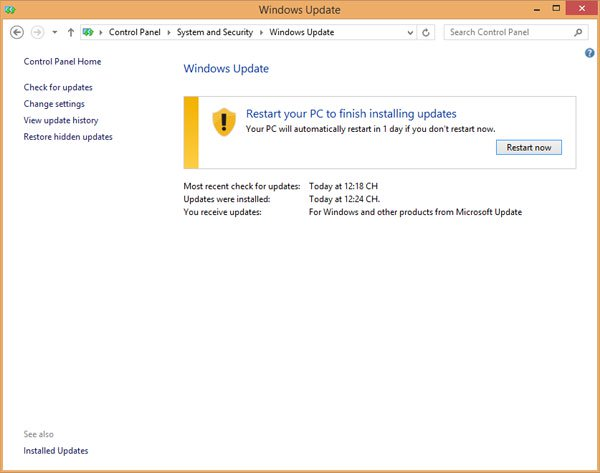 Windows Update
Control Panel
System and Security
Windows Update
Search Control Panel
Control Panel Home
Check for updates
Change settings
View update history
Restore hidden updates
Windows Update
Restart your PC to finish installing updates
Your PC will automatically restart in 1 day if you don't restart now.
Restart now
Most recent check for updates: Today at 12:18 CH
Updates were installed: Today at 12:24 CH.
You receive updates: For Windows and other products from Microsoft Update
See also
Installed Updates